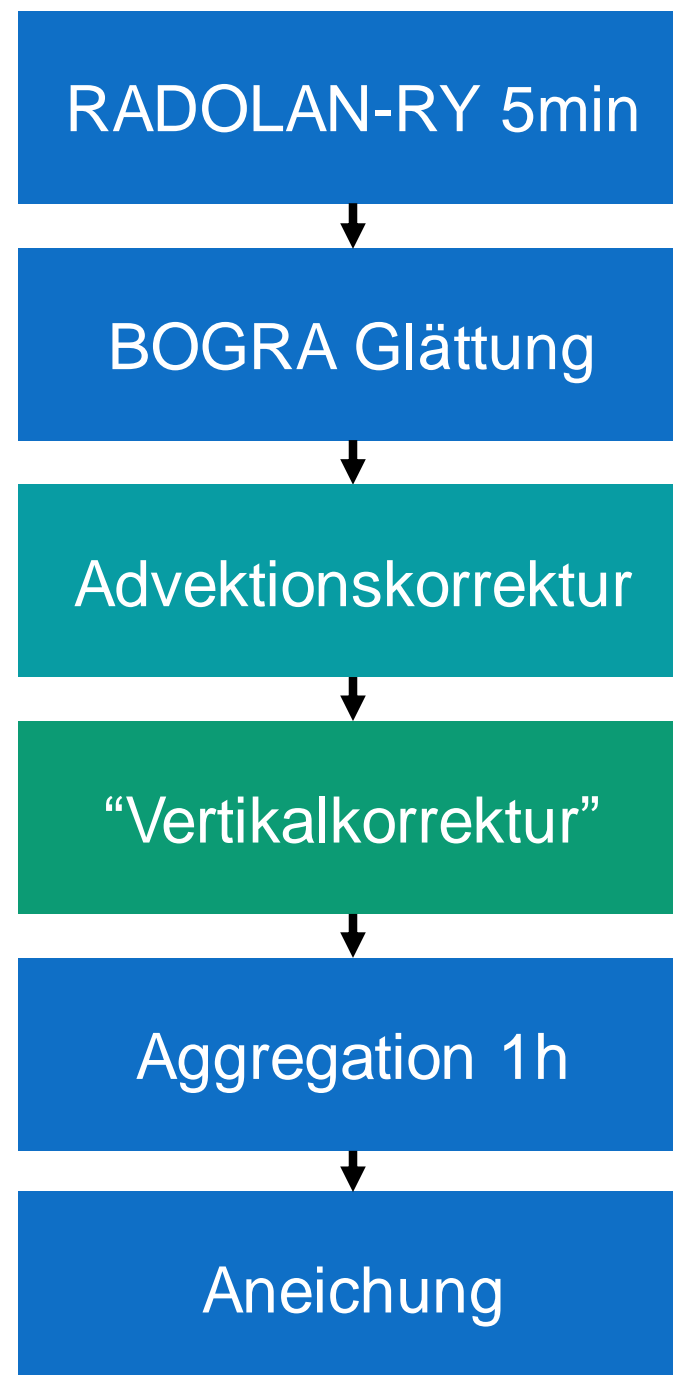 RADOLAN-RY 5min
BOGRA Glättung
Advektionskorrektur
“Vertikalkorrektur”
Aggregation 1h
Aneichung